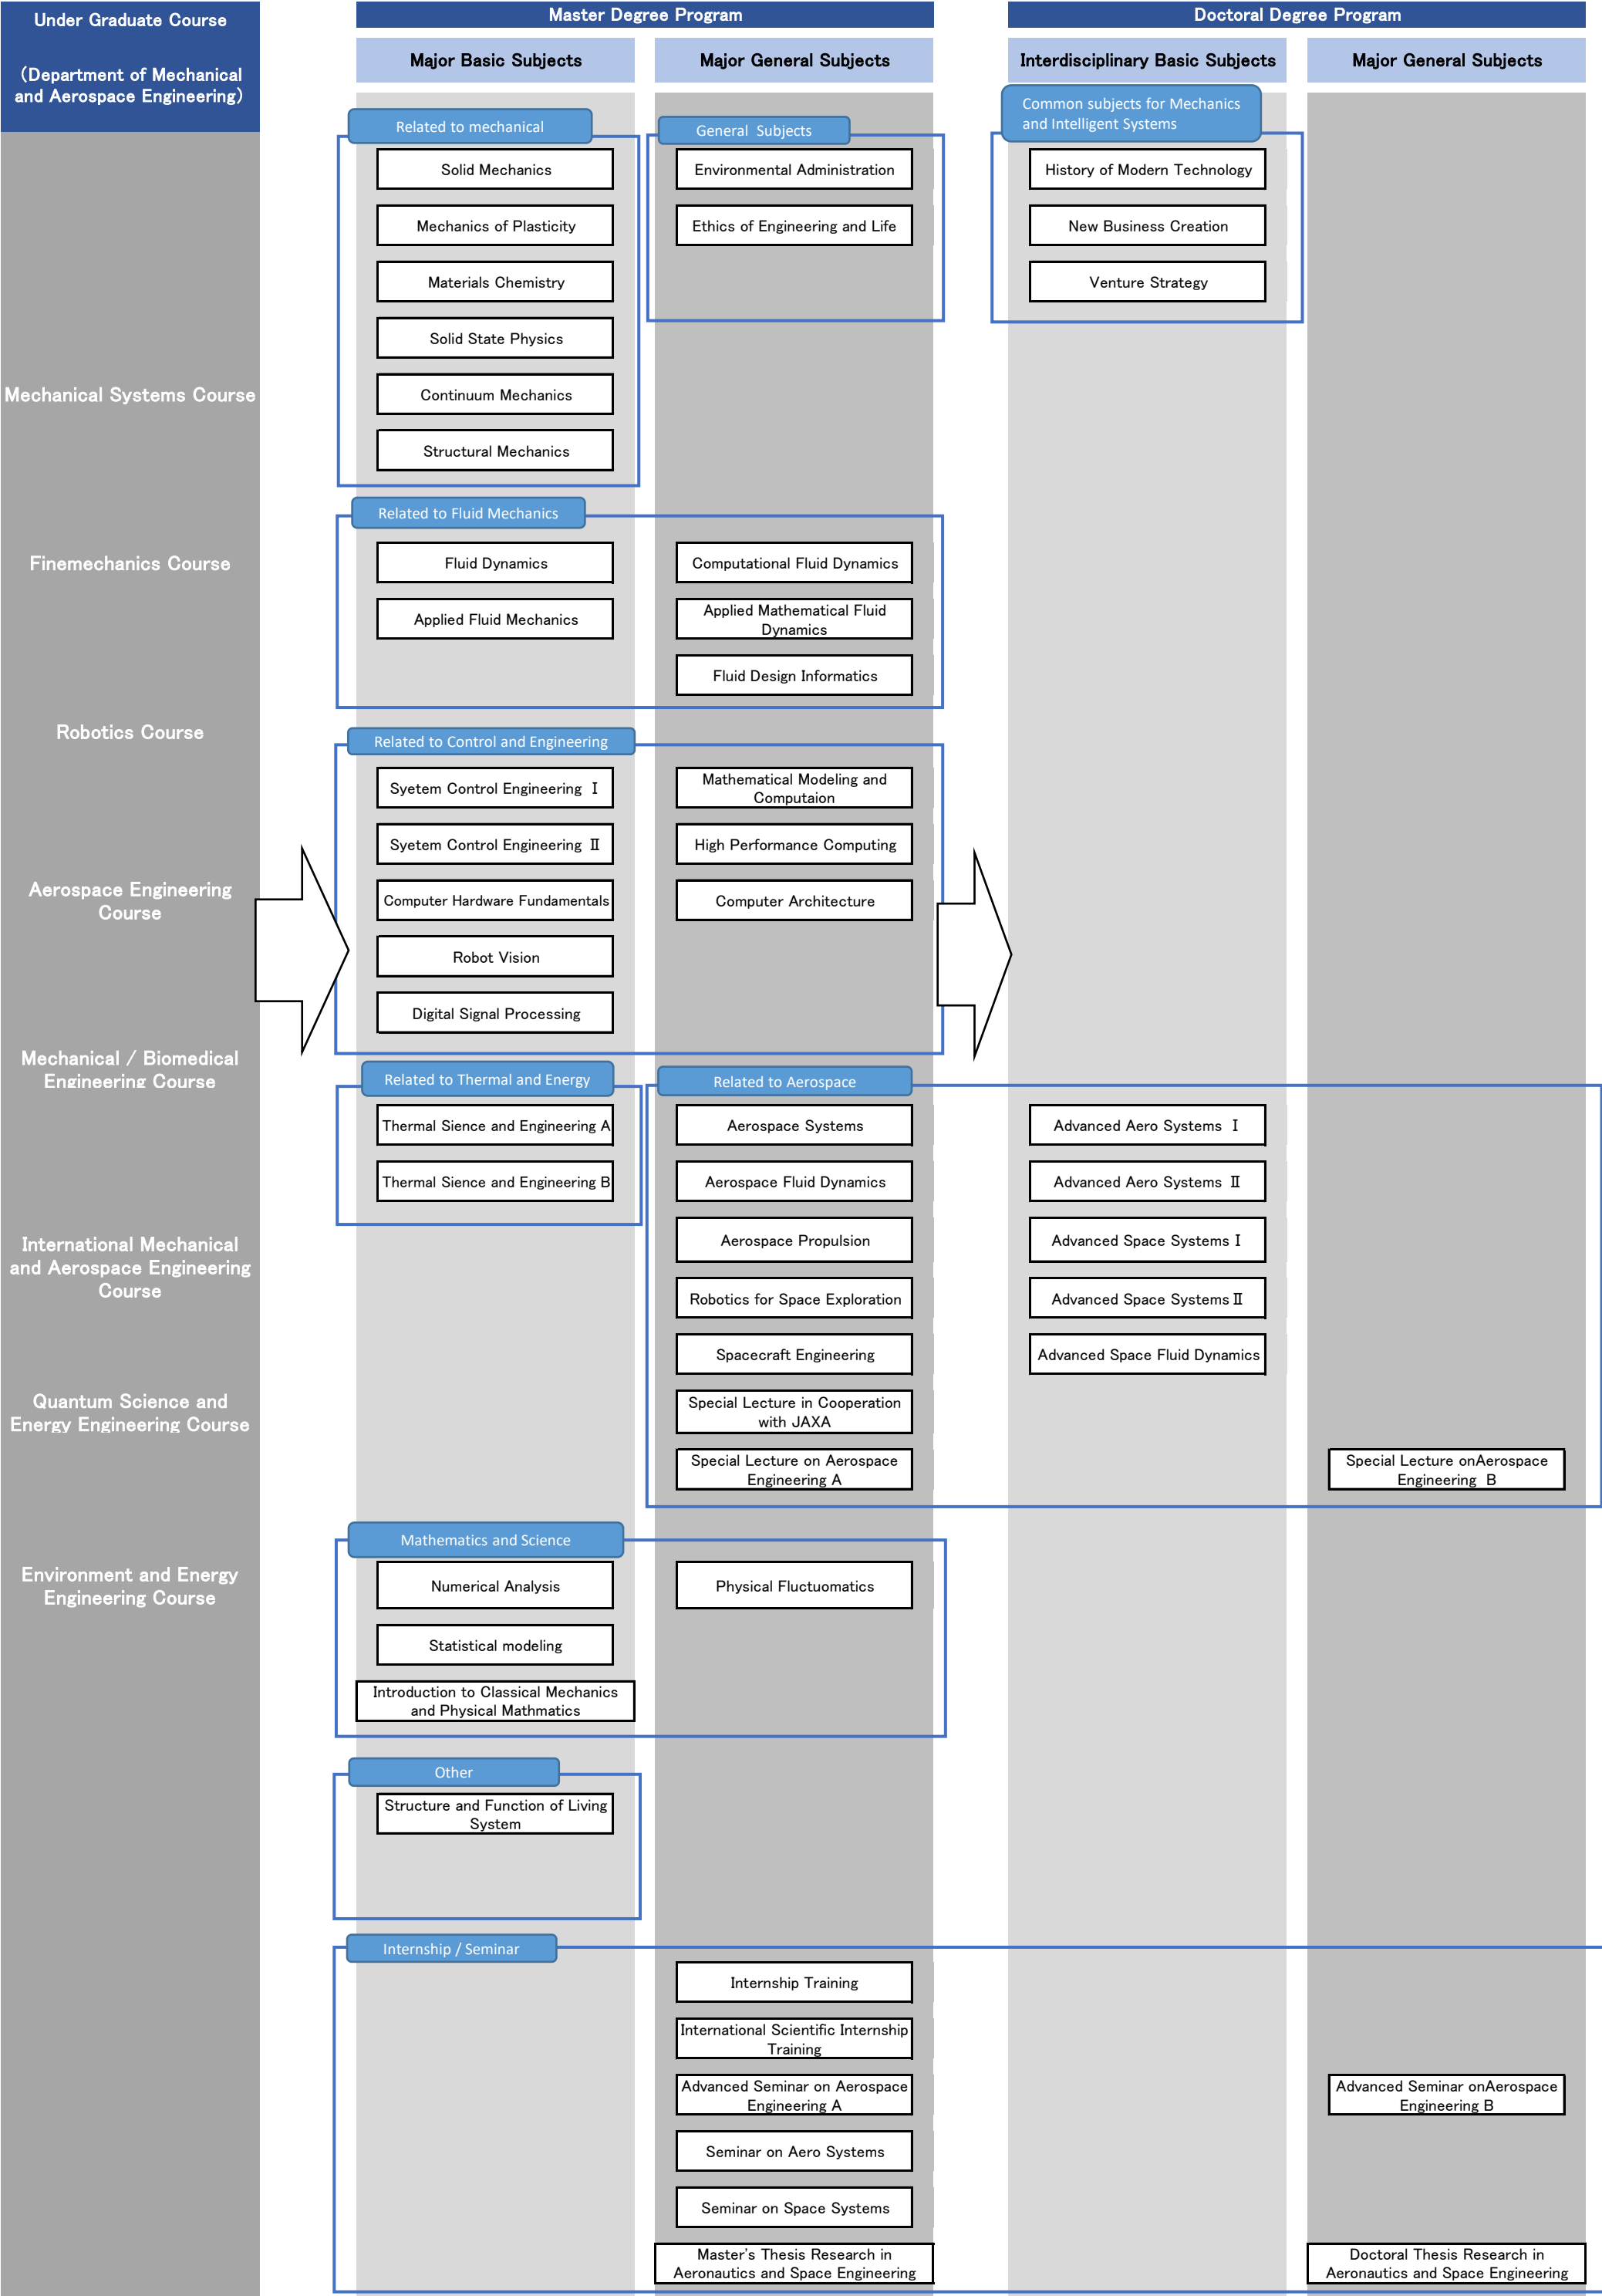 Under Graduate Course
（Department of Mechanical
and Aerospace Engineering）
Mechanical Systems Course
Finemechanics Course
Robotics Course
Aerospace Engineering
Course
Mechanical / Biomedical
Engineering Course
International Mechanical
and Aerospace Engineering
Course
Quantum Science and
Energy Engineering Course
Environment and Energy
Engineering Course
Master Degree Program
Major Basic Subjects
Major General Subjects
Related to mechanical
Solid Mechanics
Mechanics of Plasticity
Materials Chemistry
Solid State Physics
Continuum Mechanics
Structural Mechanics
General Subjects
Environmental Administration
Ethics of Engineering and Life
Related to Fluid Mechanics
Fluid Dynamics
Applied Fluid Mechanics
Computational Fluid Dynamics
Applied Mathematical Fluid
Dynamics
Fluid Design Informatics
Related to Control and Engineering
Syetem Control Engineering Ⅰ
Syetem Control Engineering Ⅱ
Computer Hardware Fundamentals
Robot Vision
Digital Signal Processing
Mathematical Modeling and
Computaion
High Performance Computing
Computer Architecture
Related to Thermal and Energy
Thermal Sience and Engineering A
Thermal Sience and Engineering B
Related to Aerospace
Aerospace Systems
Aerospace Fluid Dynamics
Aerospace Propulsion
Robotics for Space Exploration
Spacecraft Engineering
Special Lecture in Cooperation
with JAXA
Special Lecture on Aerospace
Engineering A
Mathematics and Science
Numerical Analysis
Statistical modeling
Introduction to Classical Mechanics
and Physical Mathmatics
Physical Fluctuomatics
Other
Structure and Function of Living
System
Internship / Seminar
Internship Training
International Scientific Internship
Training
Advanced Seminar on Aerospace
Engineering A
Seminar on Aero Systems
Seminar on Space Systems
Master's Thesis Research in
Aeronautics and Space Engineering
Doctoral Degree Program
Interdisciplinary Basic Subjects
Major General Subjects
Common subjects for Mechanics
and Intelligent Systems
History of Modern Technology
New Business Creation
Venture Strategy
Advanced Aero Systems Ⅰ
Advanced Aero Systems Ⅱ
Advanced Space Systems Ⅰ
Advanced Space Systems Ⅱ
Advanced Space Fluid Dynamics
Special Lecture onAerospace
Engineering B
Advanced Seminar onAerospace
Engineering B
Doctoral Thesis Research in
Aeronautics and Space Engineering